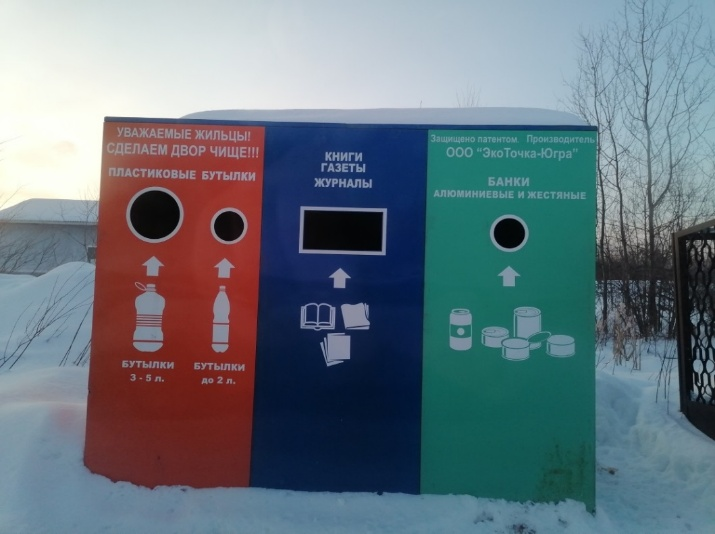 УВАЖАЕМЫЕ ЖИЛЬЦЫ!
СДЕЛАЕМ ДВОР ЧИЩЕ!!!
ПЛАСТИКОВЫЕ БУТЫЛКИ
БУТЫЛКИ
3 - 5 л.
БУТЫЛКИ
до 2 л.
КНИГИ
ГАЗЕТЫ
ЖУРНАЛЫ
Защищено патентом Производитель
ООО "ЭкоТочка-Югра"
БАНКИ
АЛЮМИНИЕВЫЕ И ЖЕСТЯНЫЕ